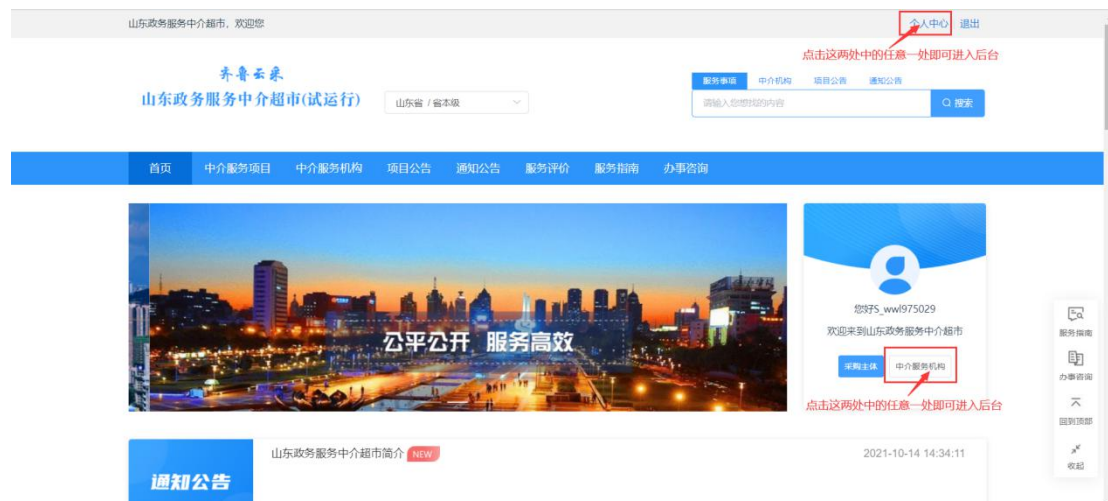 山东政务服务中介超市，欢迎您
个人中心 退出
点击这两处中的任意一处即可进入后台
齐鲁云采
山东政务服务中介超市(试运行)
山东省 / 省本级
服务事项 中介机构 项目公告 通知公告
请输入您想找的内容 搜索
首页 中介服务项目 中介服务机构 项目公告 通知公告 服务评价 服务指南 办事咨询
公平公开 服务高效
您好S_wwl975029
欢迎来到山东政务服务中介超市
采购主体 中介服务机构
点击这两处中的任意一处即可进入后台
服务指南
办事咨询
回到顶部
收起
通知公告
山东政务服务中介超市简介 NEW 2021-10-14 14:34:11